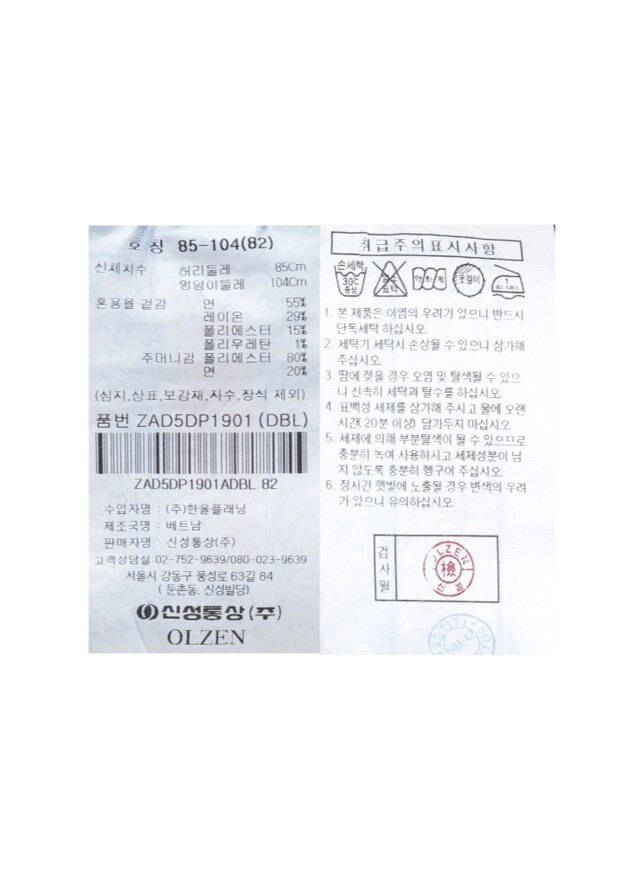 호 칭 85-104(82)
신체치수 허리둘레 85Cm
엉덩이둘레 104Cm
혼용율 겉감 면 55%
레이온 29%
폴리에스터 15%
폴리우레탄 1%
주머니감 폴리에스터 80%
면 20%
(심지,상표,보강재,자수,장식 제외)
품번 ZAD5DP1901 (DBL)
ZAD5DP1901ADBL 82
수입자명 : (주)한울플래닝
제조국명 : 베트남
판매자명 : 신성통상(주)
고객상담실:02-752-9639/080-023-9639
서울시 강동구 풍성로 63길 84
( 둔촌동, 신성빌딩)
신성통상(주)
OLZEN
취급주의표시사항
손세탁
30℃
중성
약하게
옷걸이
1
1. 본 제품은 이염의 우려가 있으니 반드시
단독세탁 하십시오.
2. 세탁기 세탁시 손상될 수 있으니 삼가해
주십시오.
3. 땀에 젖을 경우 오염 및 탈색될 수 있으
니 신속히 세탁과 탈수를 하십시오.
4. 표백성 세제를 삼가해 주시고 물에 오랜
시간(20분 이상) 담가두지 마십시오.
5. 세제에 의해 부분탈색이 될 수 있으므로
충분히 녹여 사용하시고 세제성분이 남
지 않도록 충분히 헹구어 주십시오.
6. 장시간 햇빛에 노출될 경우 변색의 우려
가 있으니 유의하십시오.
검사필
OLZEN
檢